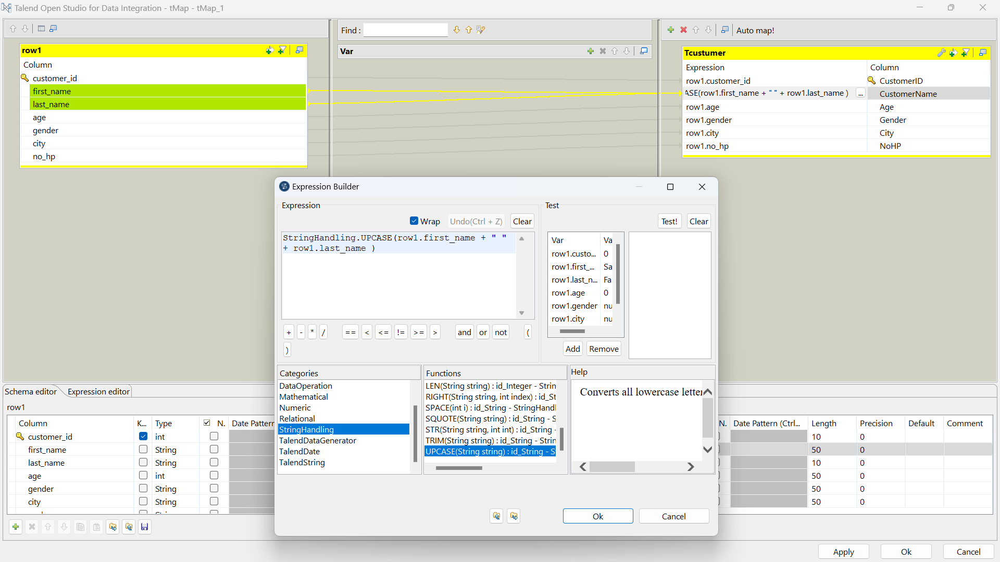 Talend Open Studio for Data Integration - tMap - tMap_1
Find :
Auto map!
row1
Column
customer_id
first_name
last_name
age
gender
city
no_hp
Var
Tcustumer
Expression Column
row1.customer_id CustomerID
ASE(row1.first_name + " " + row1.last_name ) ... CustomerName
row1.age Age
row1.gender Gender
row1.city City
row1.no_hp NoHP
Expression Builder
Expression
Wrap Undo(Ctrl + Z) Clear
StringHandling.UPCASE(row1.first_name + " "
+ row1.last_name )
+ - * / == < <= != >= > and or not (
)
Test
Test! Clear
Var Va
row1.custo... 0
row1.first_... Sa
row1.last_n... Fa
row1.age 0
row1.gender nu
row1.city nu
Add Remove
Categories
DataOperation
Mathematical
Numeric
Relational
StringHandling
TalendDataGenerator
TalendDate
TalendString
Functions
LEN(String string) : id_Integer - Strin
RIGHT(String string, int index) : id_St
SPACE(int i) : id_String - StringHandl
SQUOTE(String string) : id_String - S
STR(String string, int int) : id_String -
TRIM(String string) : id_String - Strin
UPCASE(String string) : id_String - S
Help
Converts all lowercase letter
Ok Cancel
Schema editor Expression editor
row1
Column K... Type N. Date Pattern
customer_id int
first_name String
last_name String
age int
gender String
city String
N. Date Pattern (Ctrl... Length Precision Default Comment
10 0
50 0
10 0
50 0
50 0
50 0
Apply Ok Cancel